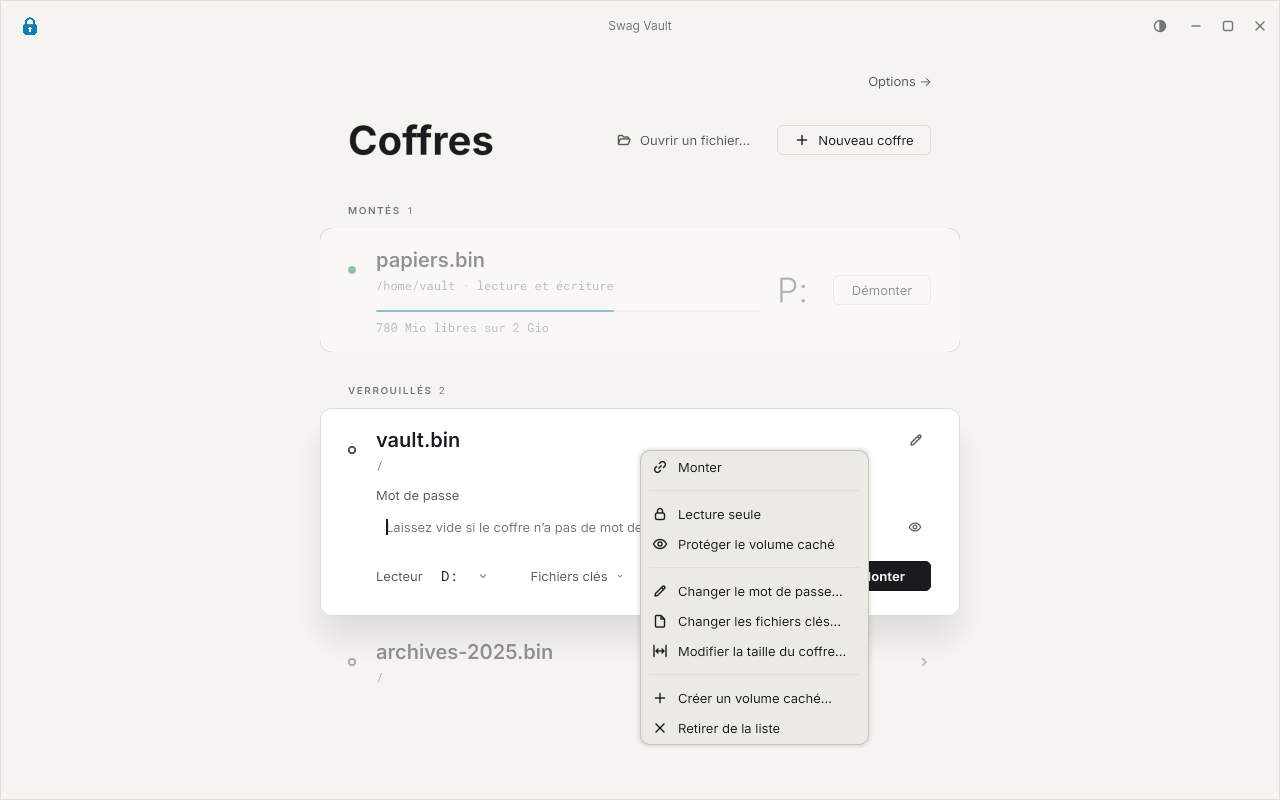 Swag Vault
Options →
Coffres
Ouvrir un fichier…
Nouveau coffre
MONTÉS 1
papiers.bin
/home/vault · lecture et écriture
780 Mio libres sur 2 Gio
P:
Démonter
VERROUILLÉS 2
vault.bin
/
Mot de passe
Laissez vide si le coffre n’a pas de mot de
Lecteur D:
Fichiers clés
onter
archives-2025.bin
/
Monter
Lecture seule
Protéger le volume caché
Changer le mot de passe…
Changer les fichiers clés…
Modifier la taille du coffre…
Créer un volume caché…
Retirer de la liste